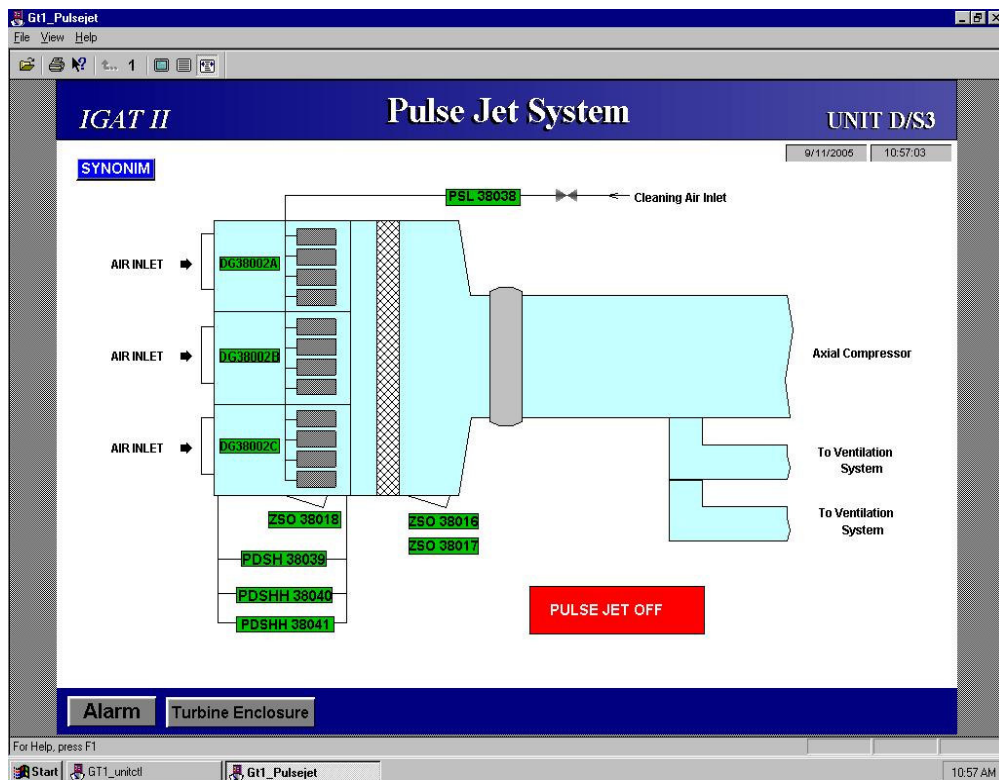 Gt1_Pulsejet
File View Help
1
IGAT II
Pulse Jet System
UNIT D/S3
9/11/2005 10:57:03
SYNONIM
PSL 38038
Cleaning Air Inlet
AIR INLET
DG38002A
AIR INLET
DG38002B
Axial Compressor
AIR INLET
DG38002C
To Ventilation
System
To Ventilation
System
ZSO 38018
ZSO 38016
ZSO 38017
PDSH 38039
PDSHH 38040
PDSHH 38041
PULSE JET OFF
Alarm
Turbine Enclosure
For Help, press F1
Start
GT1_unitctl
Gt1_Pulsejet
10:57 AM